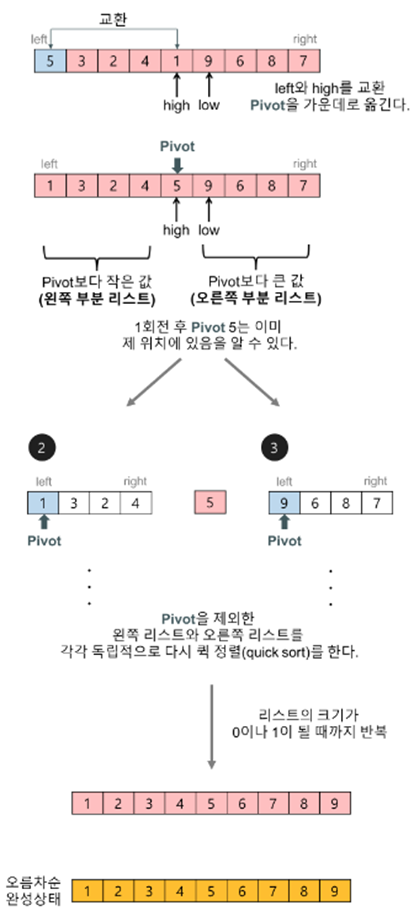 교환
left right
5 3 2 4 1 9 6 8 7
high low
left와 high를 교환
Pivot을 가운데로 옮긴다.
Pivot
left right
1 3 2 4 5 9 6 8 7
high low
Pivot보다 작은 값
(왼쪽 부분 리스트)
Pivot보다 큰 값
(오른쪽 부분 리스트)
1회전 후 Pivot 5는 이미
제 위치에 있음을 알 수 있다.
2
left right
1 3 2 4
Pivot
5
3
left right
9 6 8 7
Pivot
Pivot을 제외한
왼쪽 리스트와 오른쪽 리스트를
각각 독립적으로 다시 퀵 정렬(quick sort)를 한다.
리스트의 크기가
0이나 1이 될 때까지 반복
1 2 3 4 5 6 7 8 9
오름차순
완성상태
1 2 3 4 5 6 7 8 9